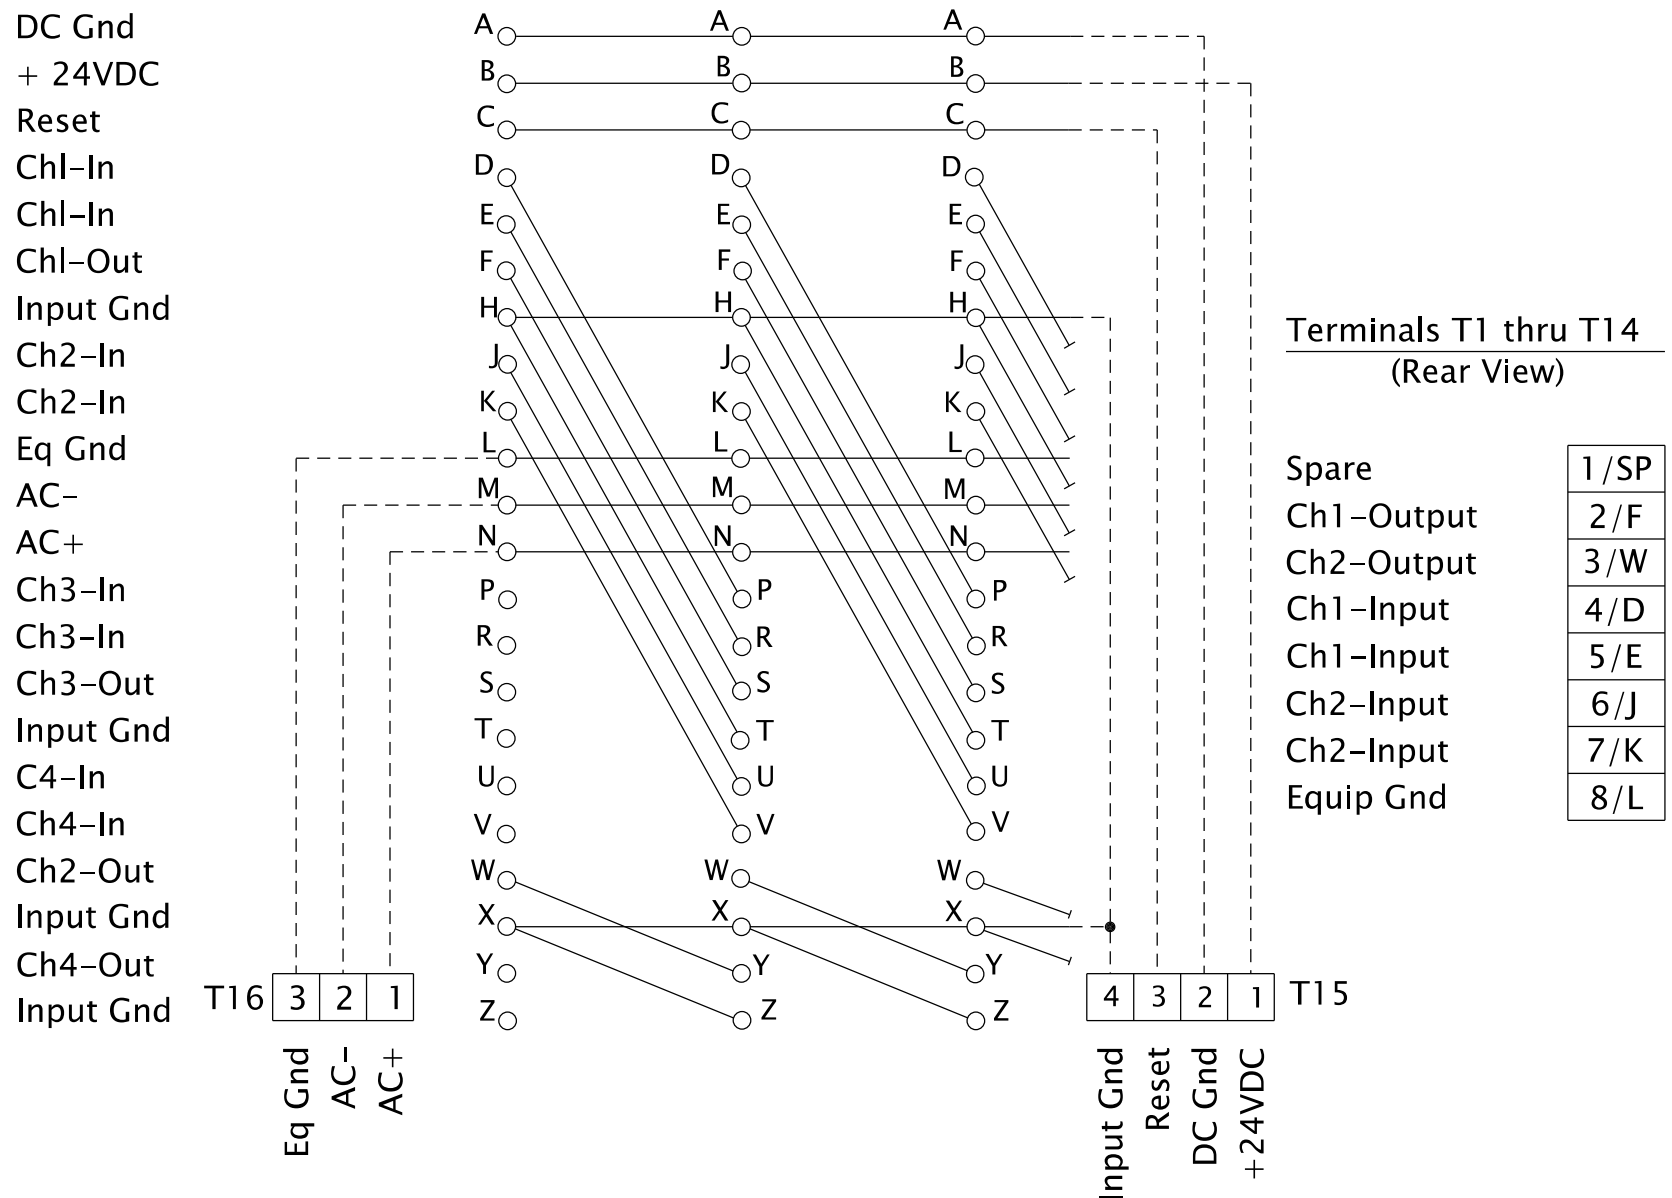 DC Gnd A A A
+ 24VDC B B B
Reset C C C
Chl-In D D D
Chl-In E E E
Chl-Out F F F
Input Gnd H H H
Ch2-In J J J
Ch2-In K K K
Eq Gnd L L L
AC- M M M
AC+ N N N
Ch3-In P P P
Ch3-In R R R
Ch3-Out S S S
Input Gnd T T T
C4-In U U U
Ch4-In V V V
Ch2-Out W W W
Input Gnd X X X
Ch4-Out Y Y Y
Input Gnd Z Z Z
T16 3 2 1
Eq Gnd
AC-
AC+
4 3 2 1 T15
Input Gnd
Reset
DC Gnd
+24VDC
Terminals T1 thru T14
(Rear View)
Spare 1/SP
Ch1-Output 2/F
Ch2-Output 3/W
Ch1-Input 4/D
Ch1-Input 5/E
Ch2-Input 6/J
Ch2-Input 7/K
Equip Gnd 8/L